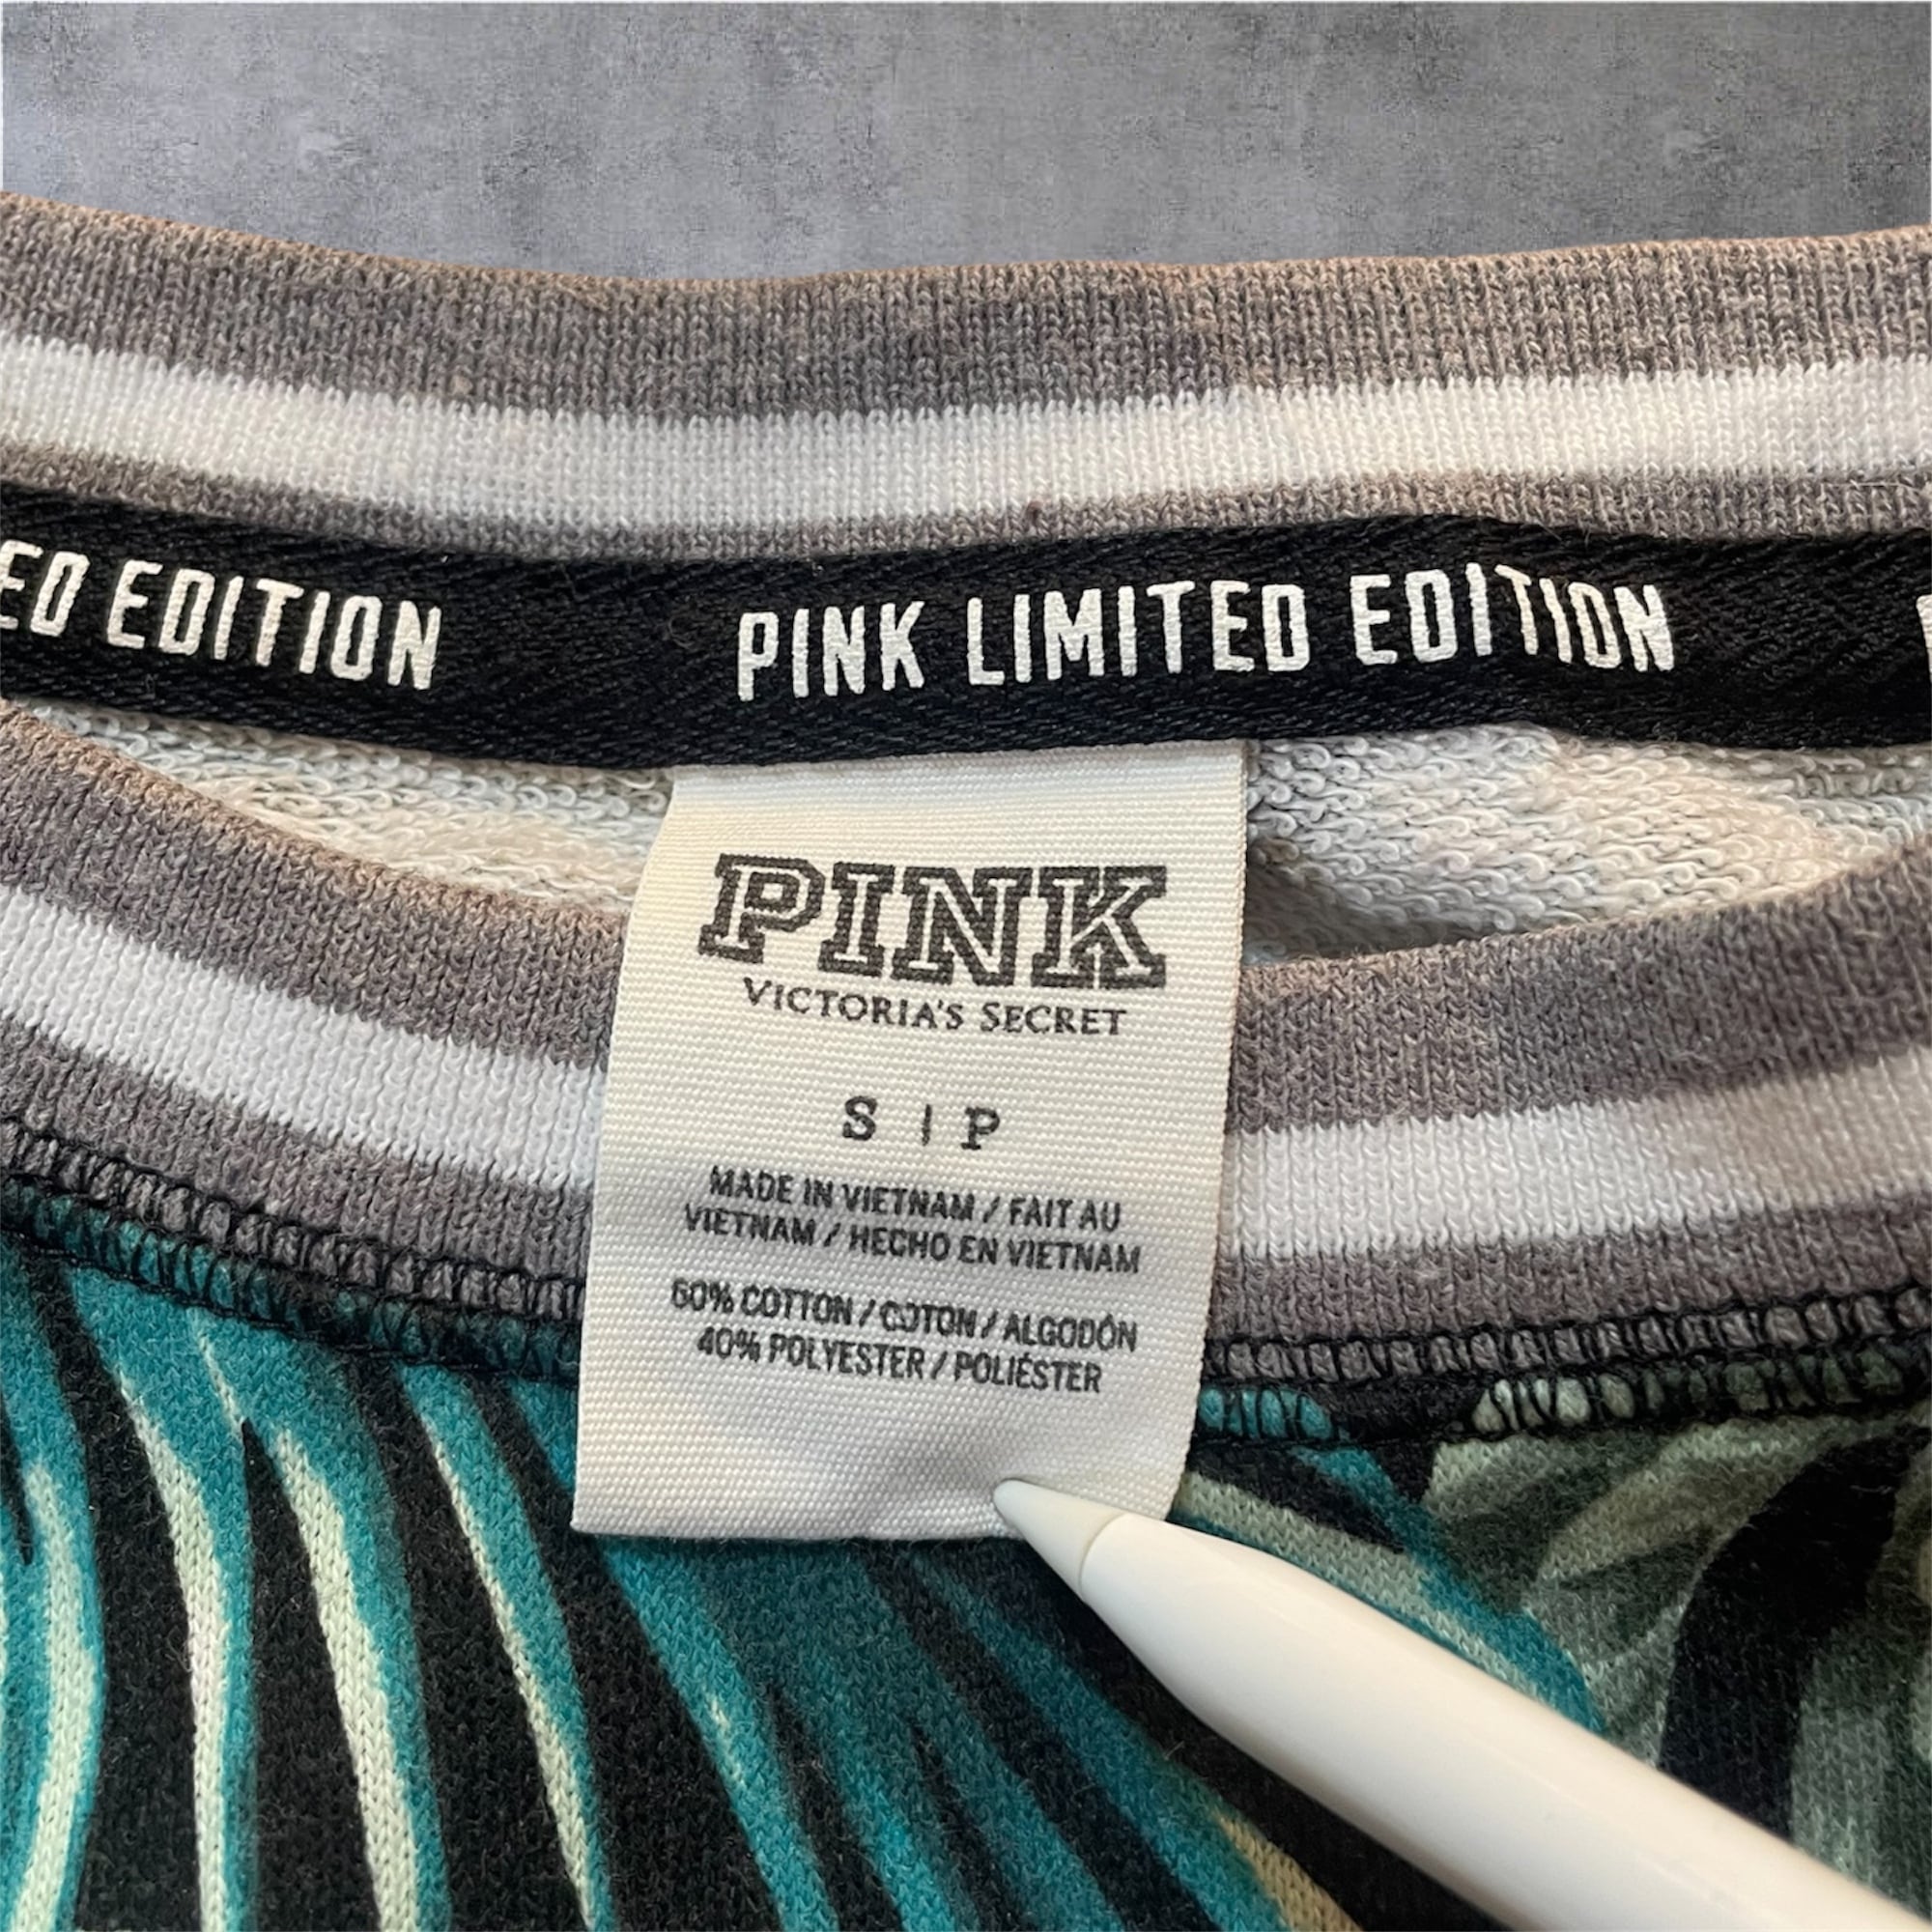 ED EDITION
PINK LIMITED EDITION
PINK
VICTORIA'S SECRET
S | P
MADE IN VIETNAM / FAIT AU
VIETNAM / HECHO EN VIETNAM
60% COTTON / COTON / ALGODÓN
40% POLYESTER / POLIÉSTER